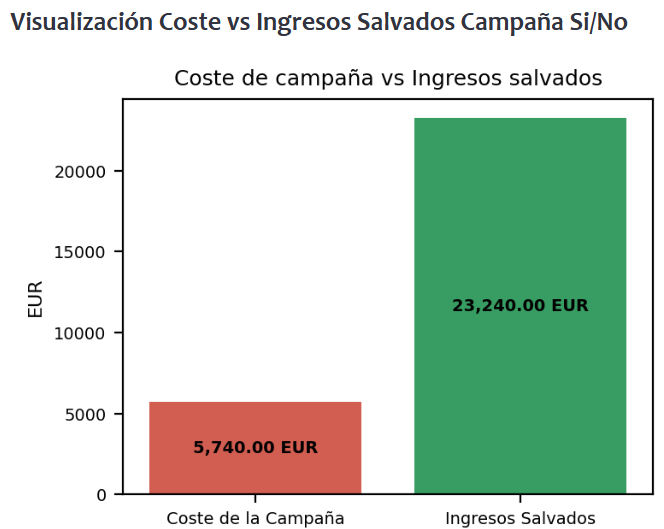 Visualización Coste vs Ingresos Salvados Campaña Si/No
Coste de campaña vs Ingresos salvados
20000
15000
10000
5000
0
EUR
23,240.00 EUR
5,740.00 EUR
Coste de la Campaña
Ingresos Salvados